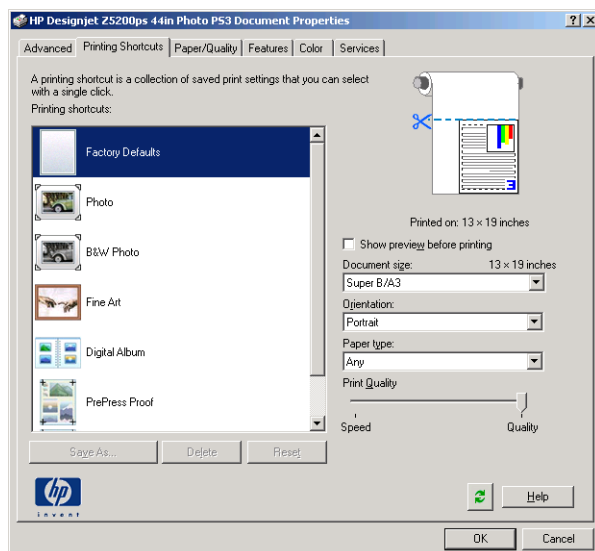 HP Designjet Z5200ps 44in Photo PS3 Document Properties
Advanced
Printing Shortcuts
Paper/Quality
Features
Color
Services
A printing shortcut is a collection of saved print settings that you can select
with a single click.
Printing shortcuts:
Factory Defaults
Photo
B&W Photo
Fine Art
Digital Album
PrePress Proof
Save As...
Delete
Reset
Printed on: 13 × 19 inches
Show preview before printing
Document size:
13 × 19 inches
Super B/A3
Orientation:
Portrait
Paper type:
Any
Print Quality
Speed
Quality
hp
invent
Help
OK
Cancel